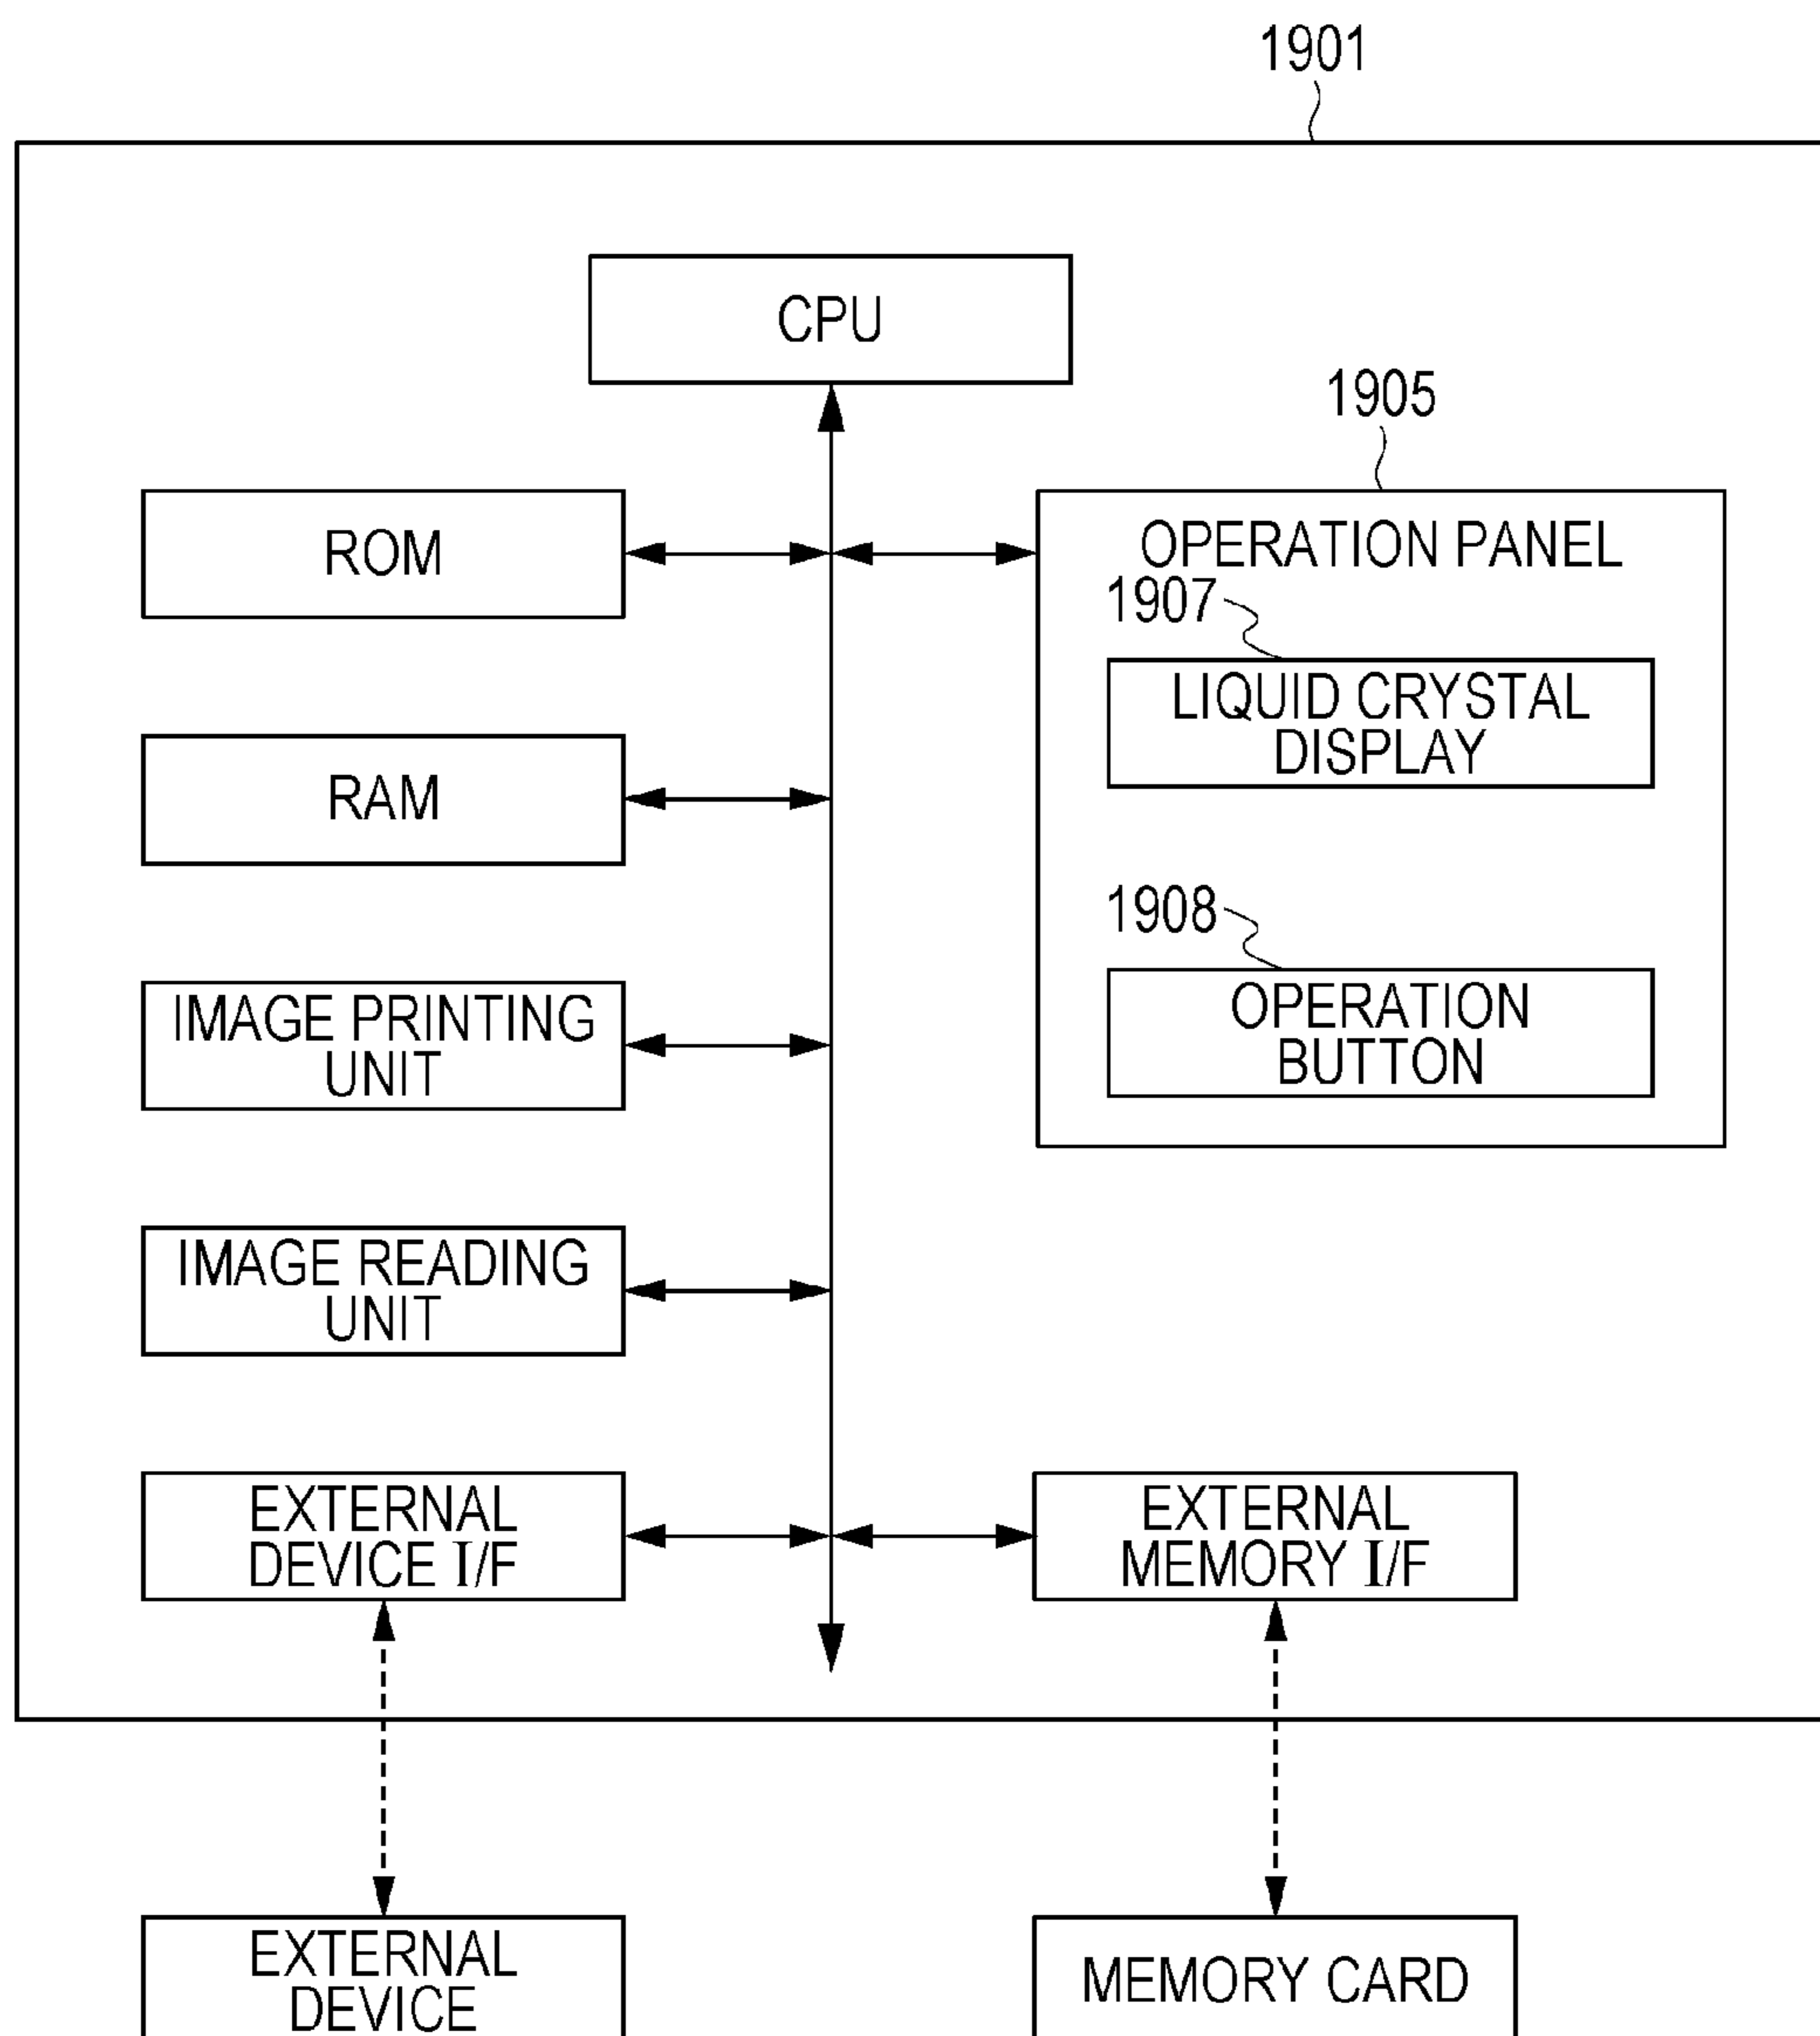 1901
CPU
1905
ROM
OPERATION PANEL
1907
LIQUID CRYSTAL
DISPLAY
RAM
1908
OPERATION
BUTTON
IMAGE PRINTING
UNIT
IMAGE READING
UNIT
EXTERNAL
DEVICE I/F
EXTERNAL
MEMORY I/F
EXTERNAL
DEVICE
MEMORY CARD